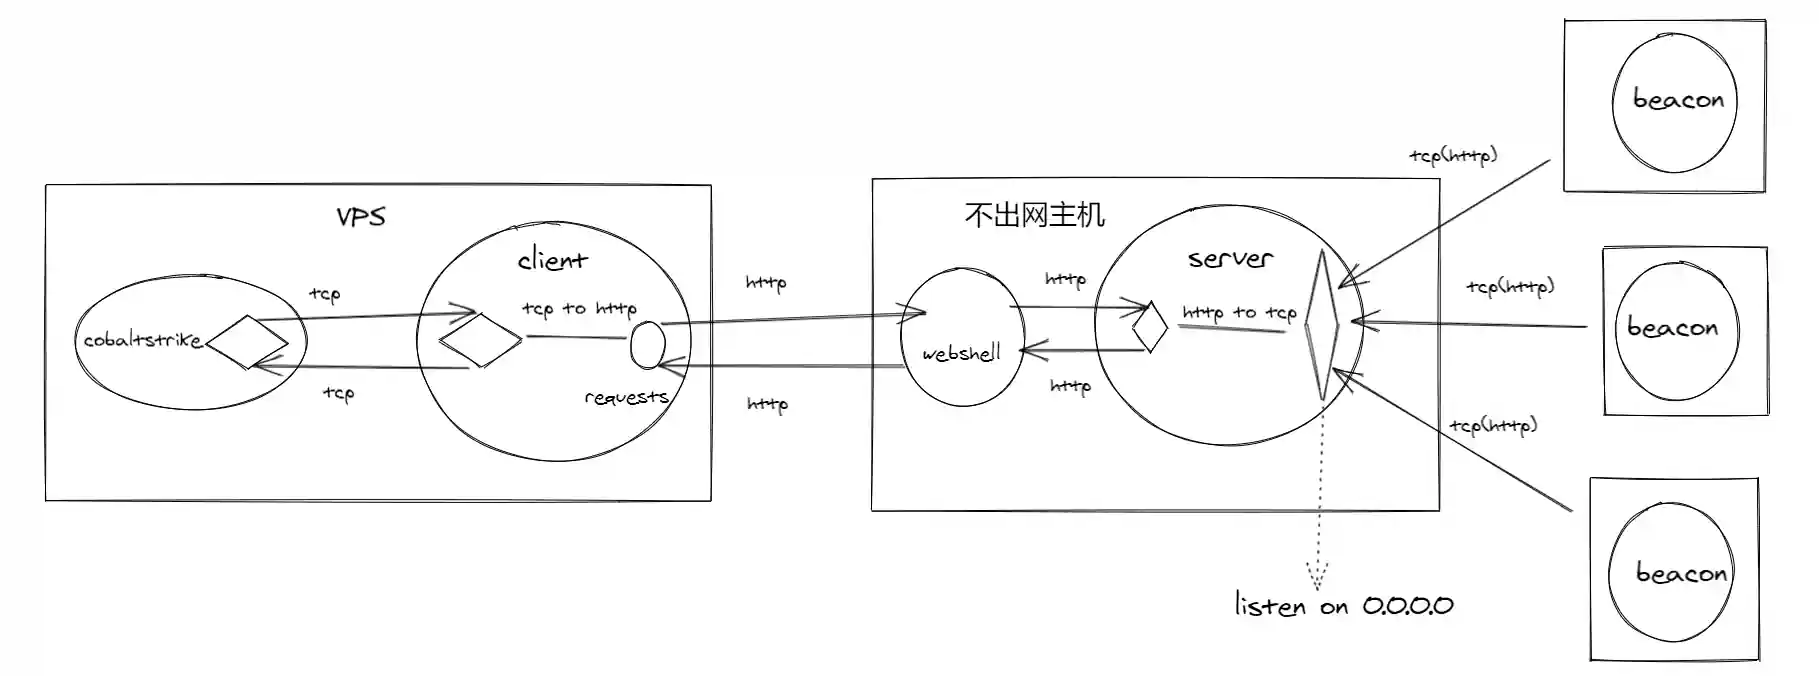 VPS
client
cobaltstrike
tcp
tcp
tcp to http
requests
http
http
不出网主机
webshell
http
http
server
http to tcp
listen on 0.0.0.0
tcp(http)
tcp(http)
tcp(http)
beacon
beacon
beacon